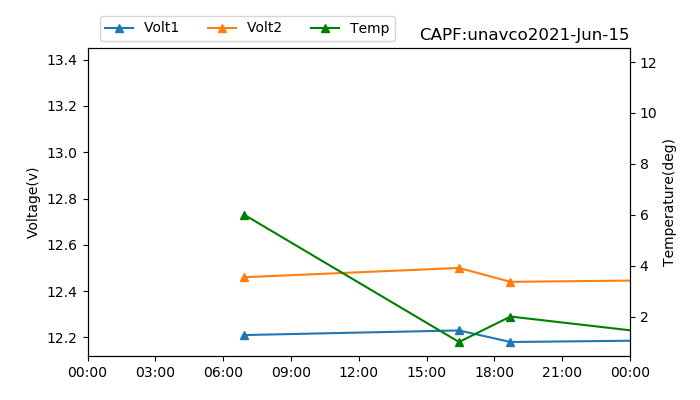 Volt1 Volt2 Temp
CAPF:unavco2021-Jun-15
13.4
13.2
13.0
12.8
12.6
12.4
12.2
Voltage(v)
12
10
8
6
4
2
Temperature(deg)
00:00 03:00 06:00 09:00 12:00 15:00 18:00 21:00 00:00